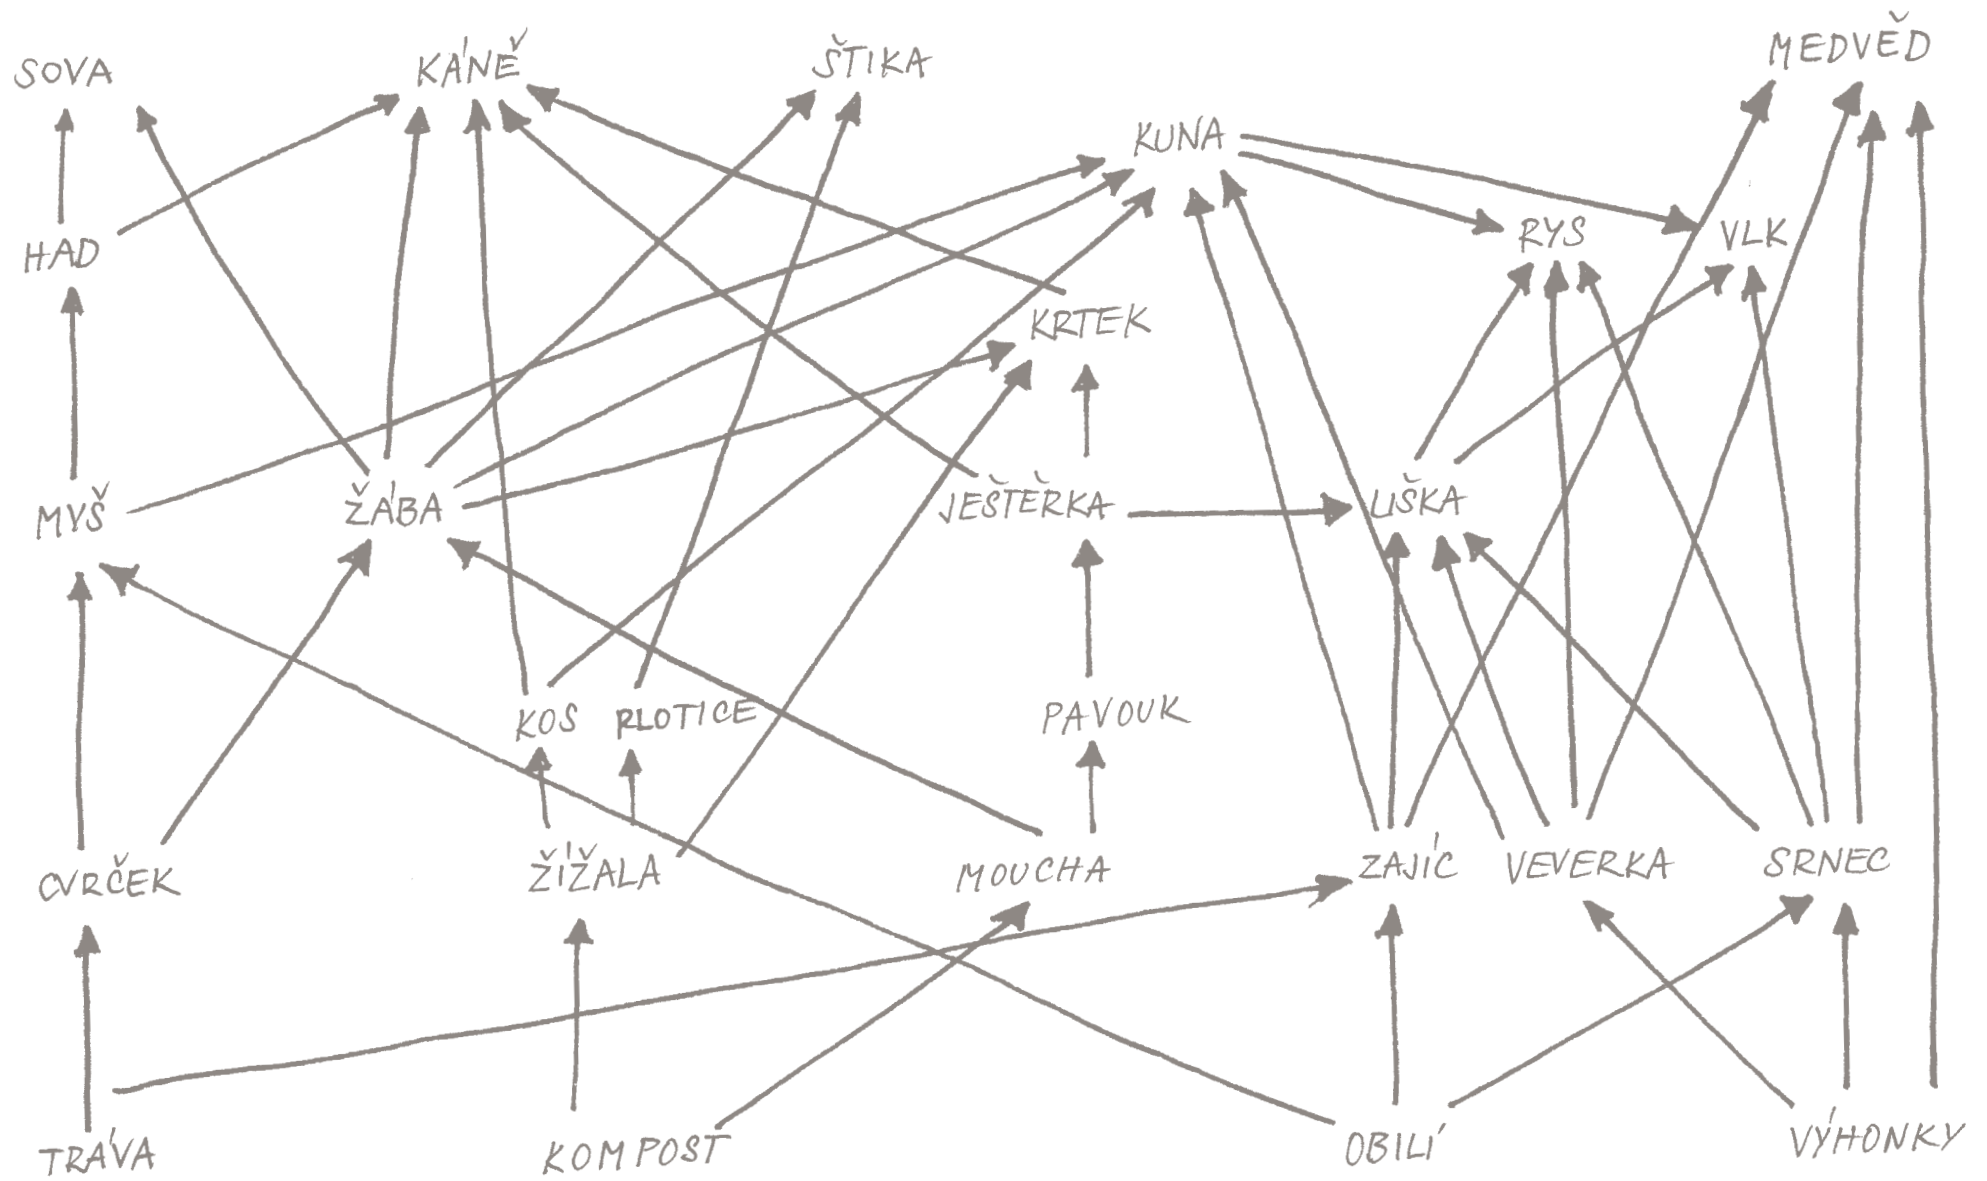 SOVA
KÁNĚ
ŠTIKA
MEDVĚD
KUNA
HAD
RYS
VLK
KRTEK
MYŠ
ŽÁBA
JEŠTĚRKA
LIŠKA
KOS
PLOTICE
PAVOUK
CVRČEK
ŽÍŽALA
MOUCHA
ZAJÍC
VEVERKA
SRNEC
TRÁVA
KOMPOST
OBILÍ
VÝHONKY